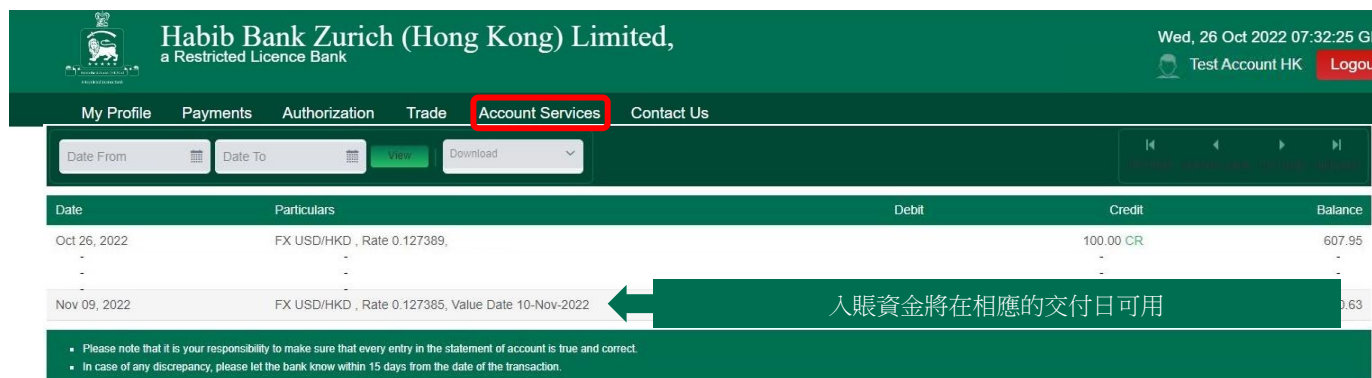 Habib Bank Zurich (Hong Kong) Limited,
a Restricted Licence Bank
Wed, 26 Oct 2022 07:32:25 G
Test Account HK Logou
My Profile Payments Authorization Trade Account Services Contact Us
Date From Date To View Download
Date Particulars Debit Credit Balance
Oct 26, 2022 FX USD/HKD , Rate 0.127389, 100.00 CR 607.95
- - - -
- - - -
Nov 09, 2022 FX USD/HKD , Rate 0.127385, Value Date 10-Nov-2022 入賬資金將在相應的交付日可用 0.63
▪ Please note that it is your responsibility to make sure that every entry in the statement of account is true and correct.
▪ In case of any discrepancy, please let the bank know within 15 days from the date of the transaction.